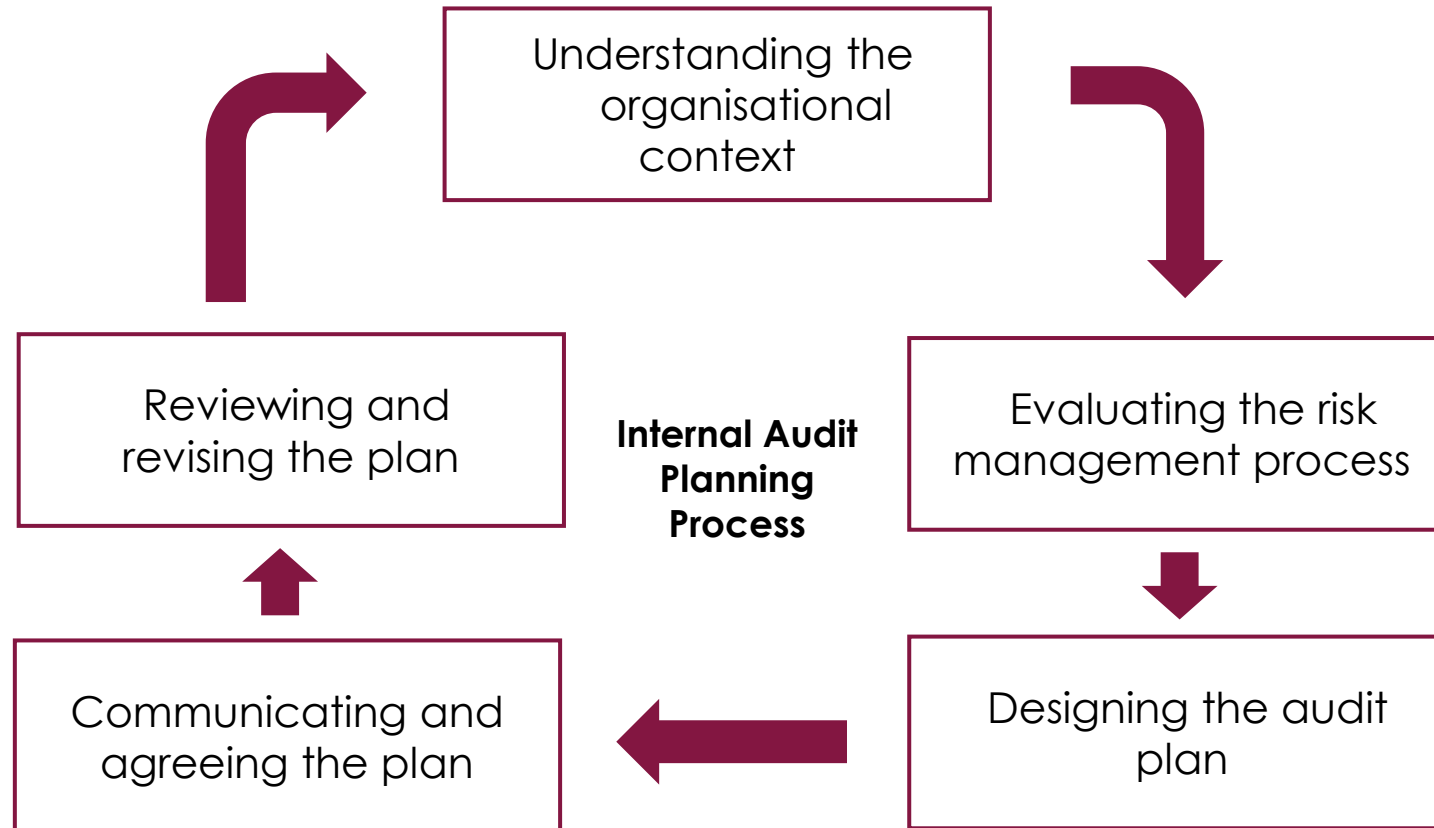 Understanding the
organisational
context
Evaluating the risk
management process
Designing the audit
plan
Communicating and
agreeing the plan
Reviewing and
revising the plan
Internal Audit
Planning
Process